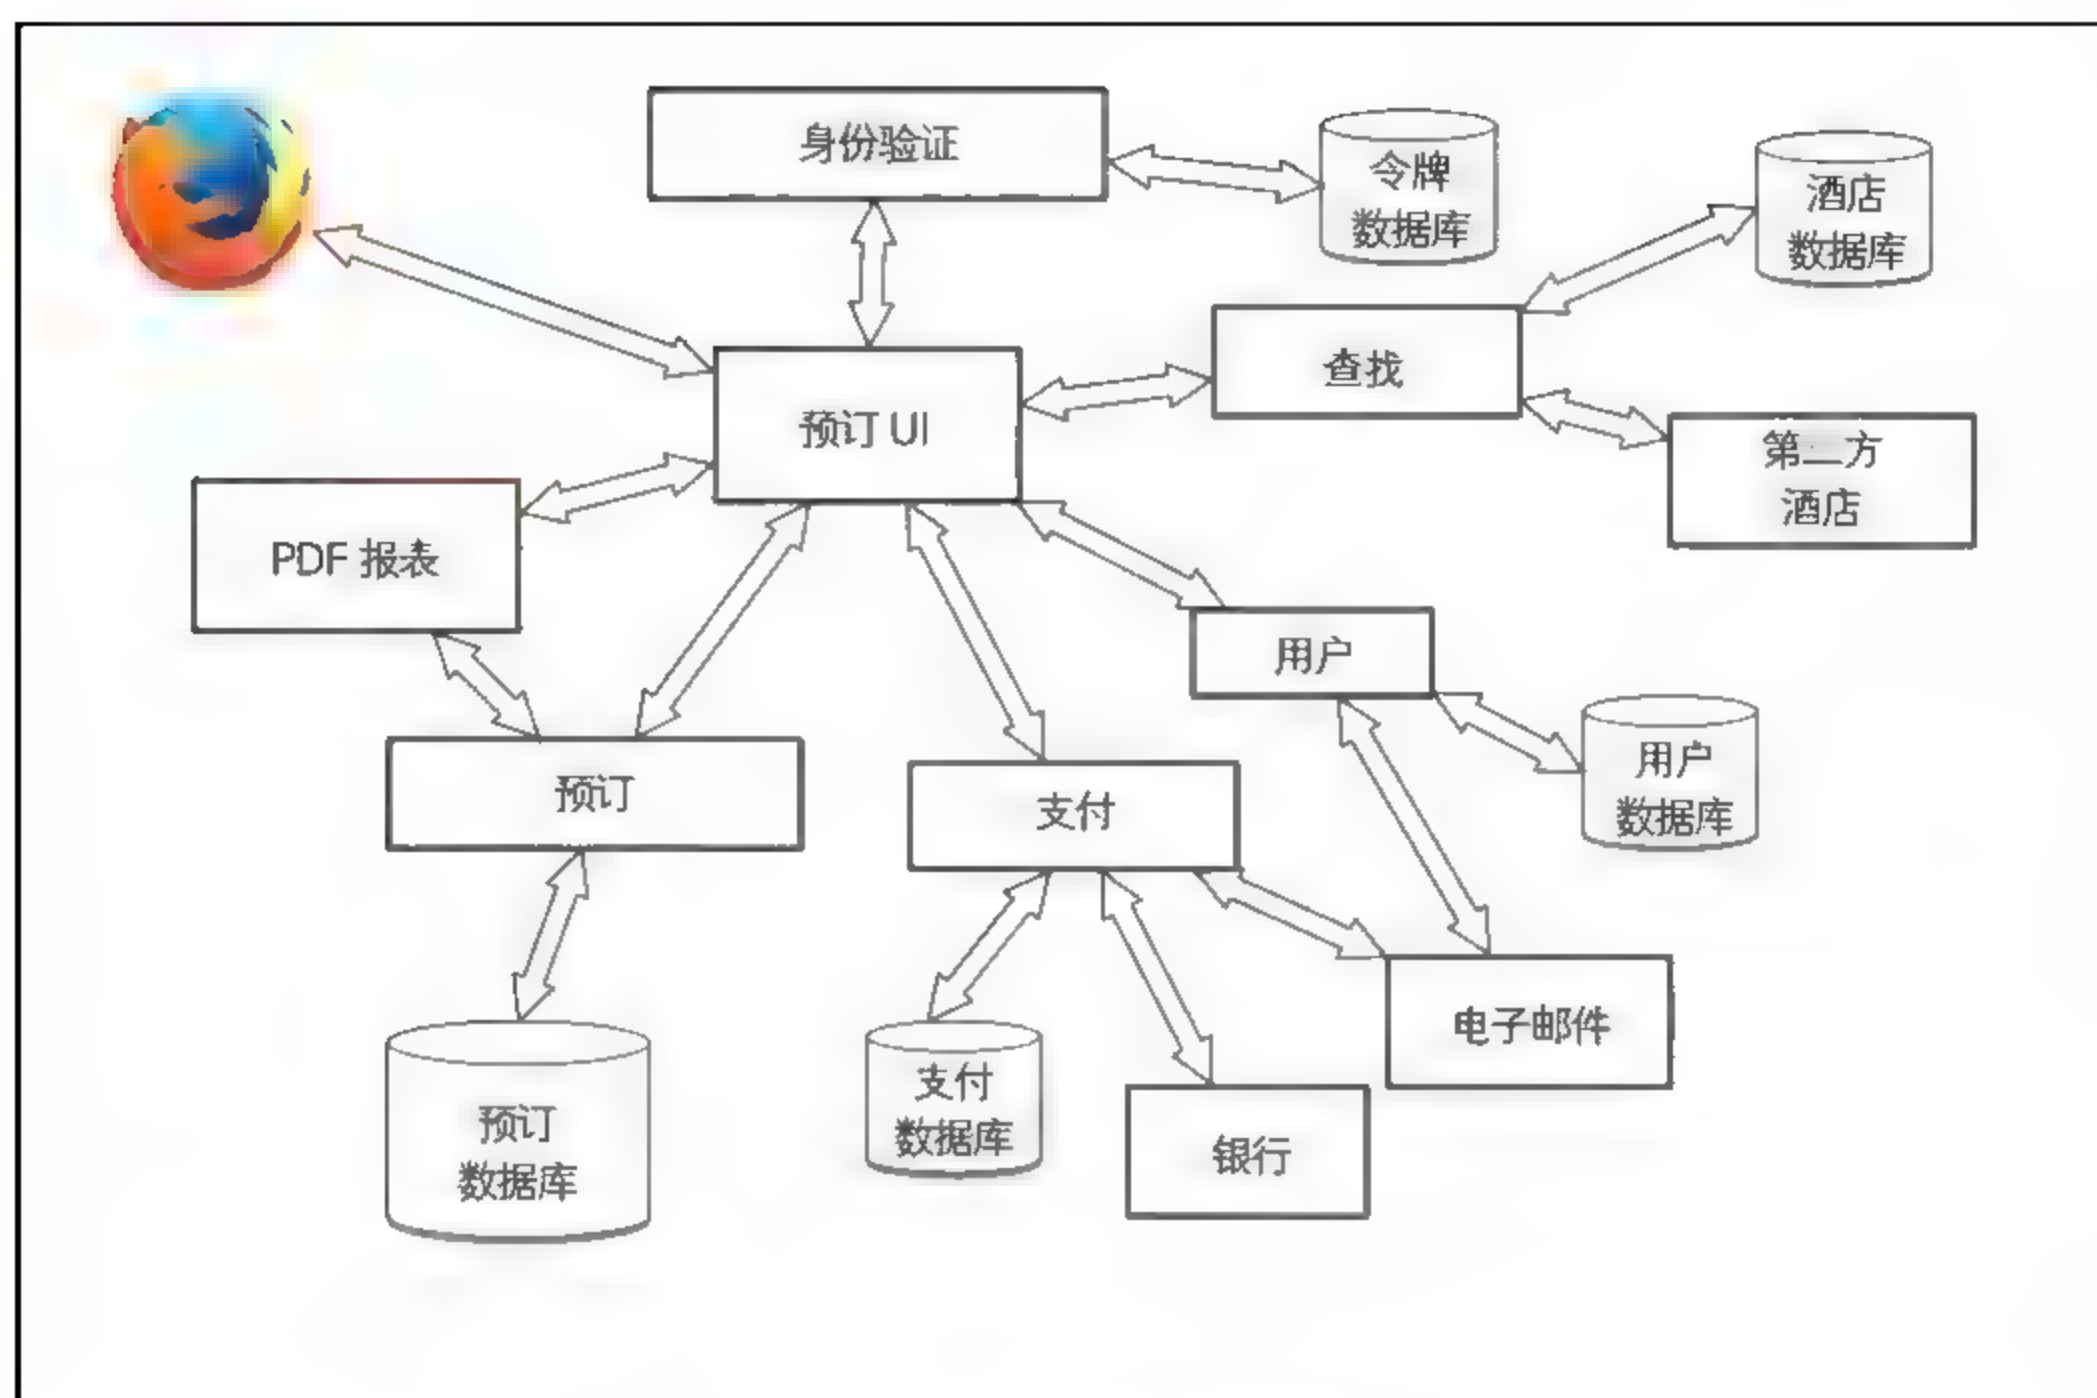 身份验证
令牌
数据库
酒店
数据库
查找
预订 UI
第二方
酒店
PDF 报表
用户
用户
数据库
预订
支付
电子邮件
支付
数据库
银行
预订
数据库